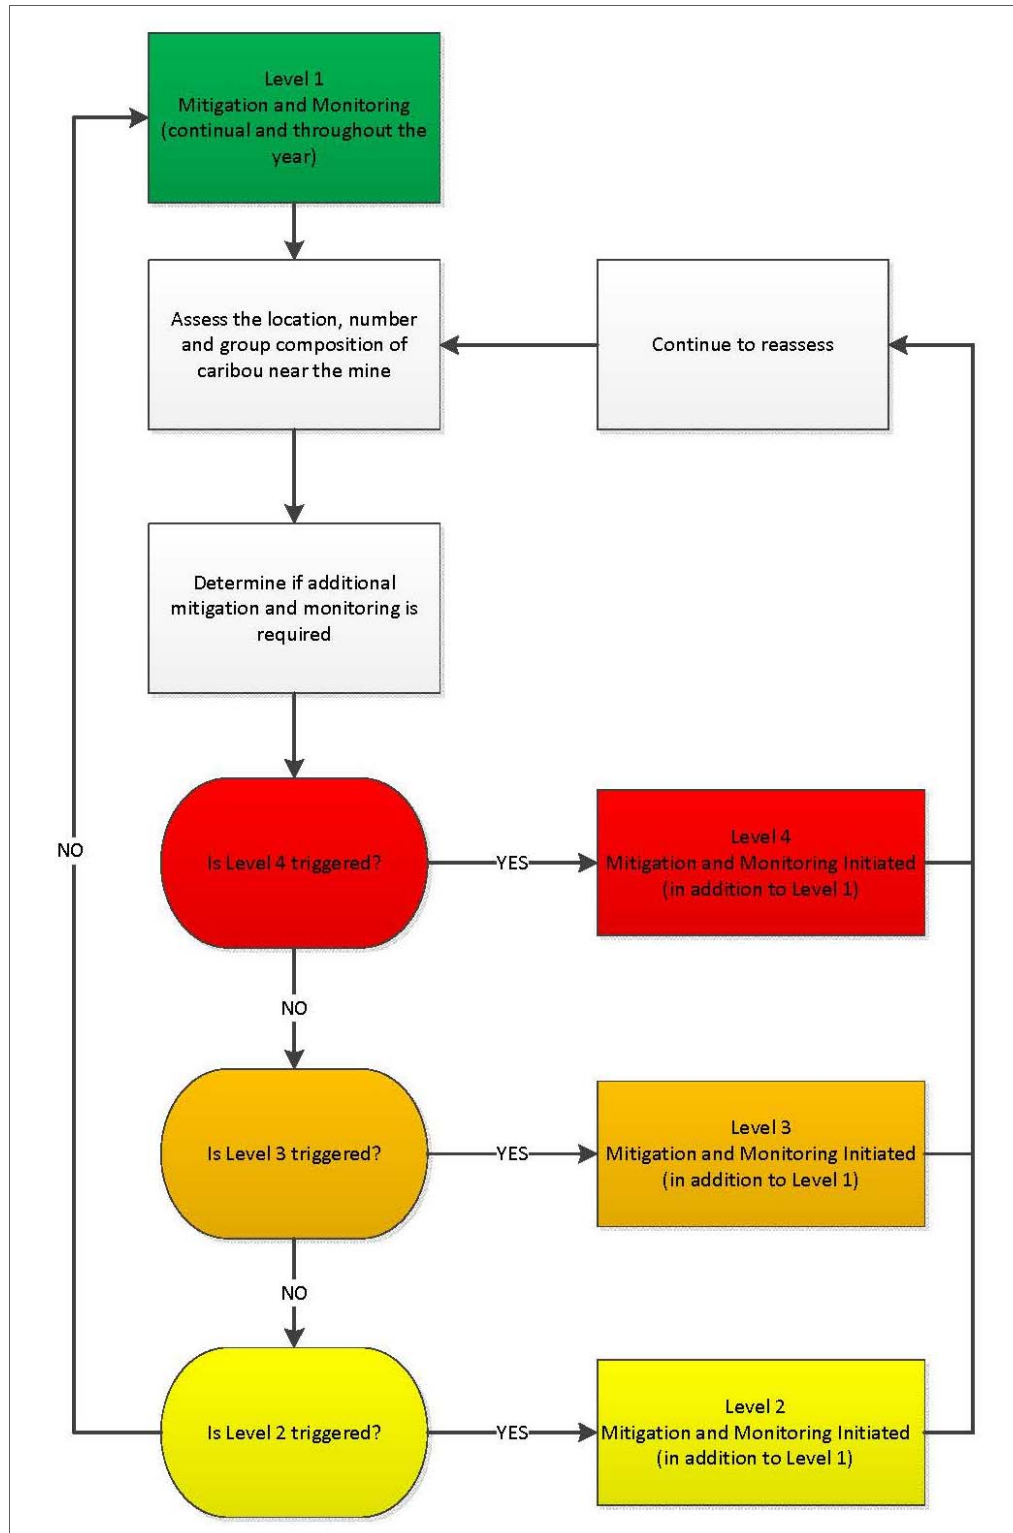 Level 1
Mitigation and Monitoring
(continual and throughout the
year)
Assess the location, number
and group composition of
caribou near the mine
Continue to reassess
Determine if additional
mitigation and monitoring is
required
NO
Is Level 4 triggered?
YES
Level 4
Mitigation and Monitoring Initiated
(in addition to Level 1)
NO
Is Level 3 triggered?
YES
Level 3
Mitigation and Monitoring Initiated
(in addition to Level 1)
NO
Is Level 2 triggered?
YES
Level 2
Mitigation and Monitoring Initiated
(in addition to Level 1)